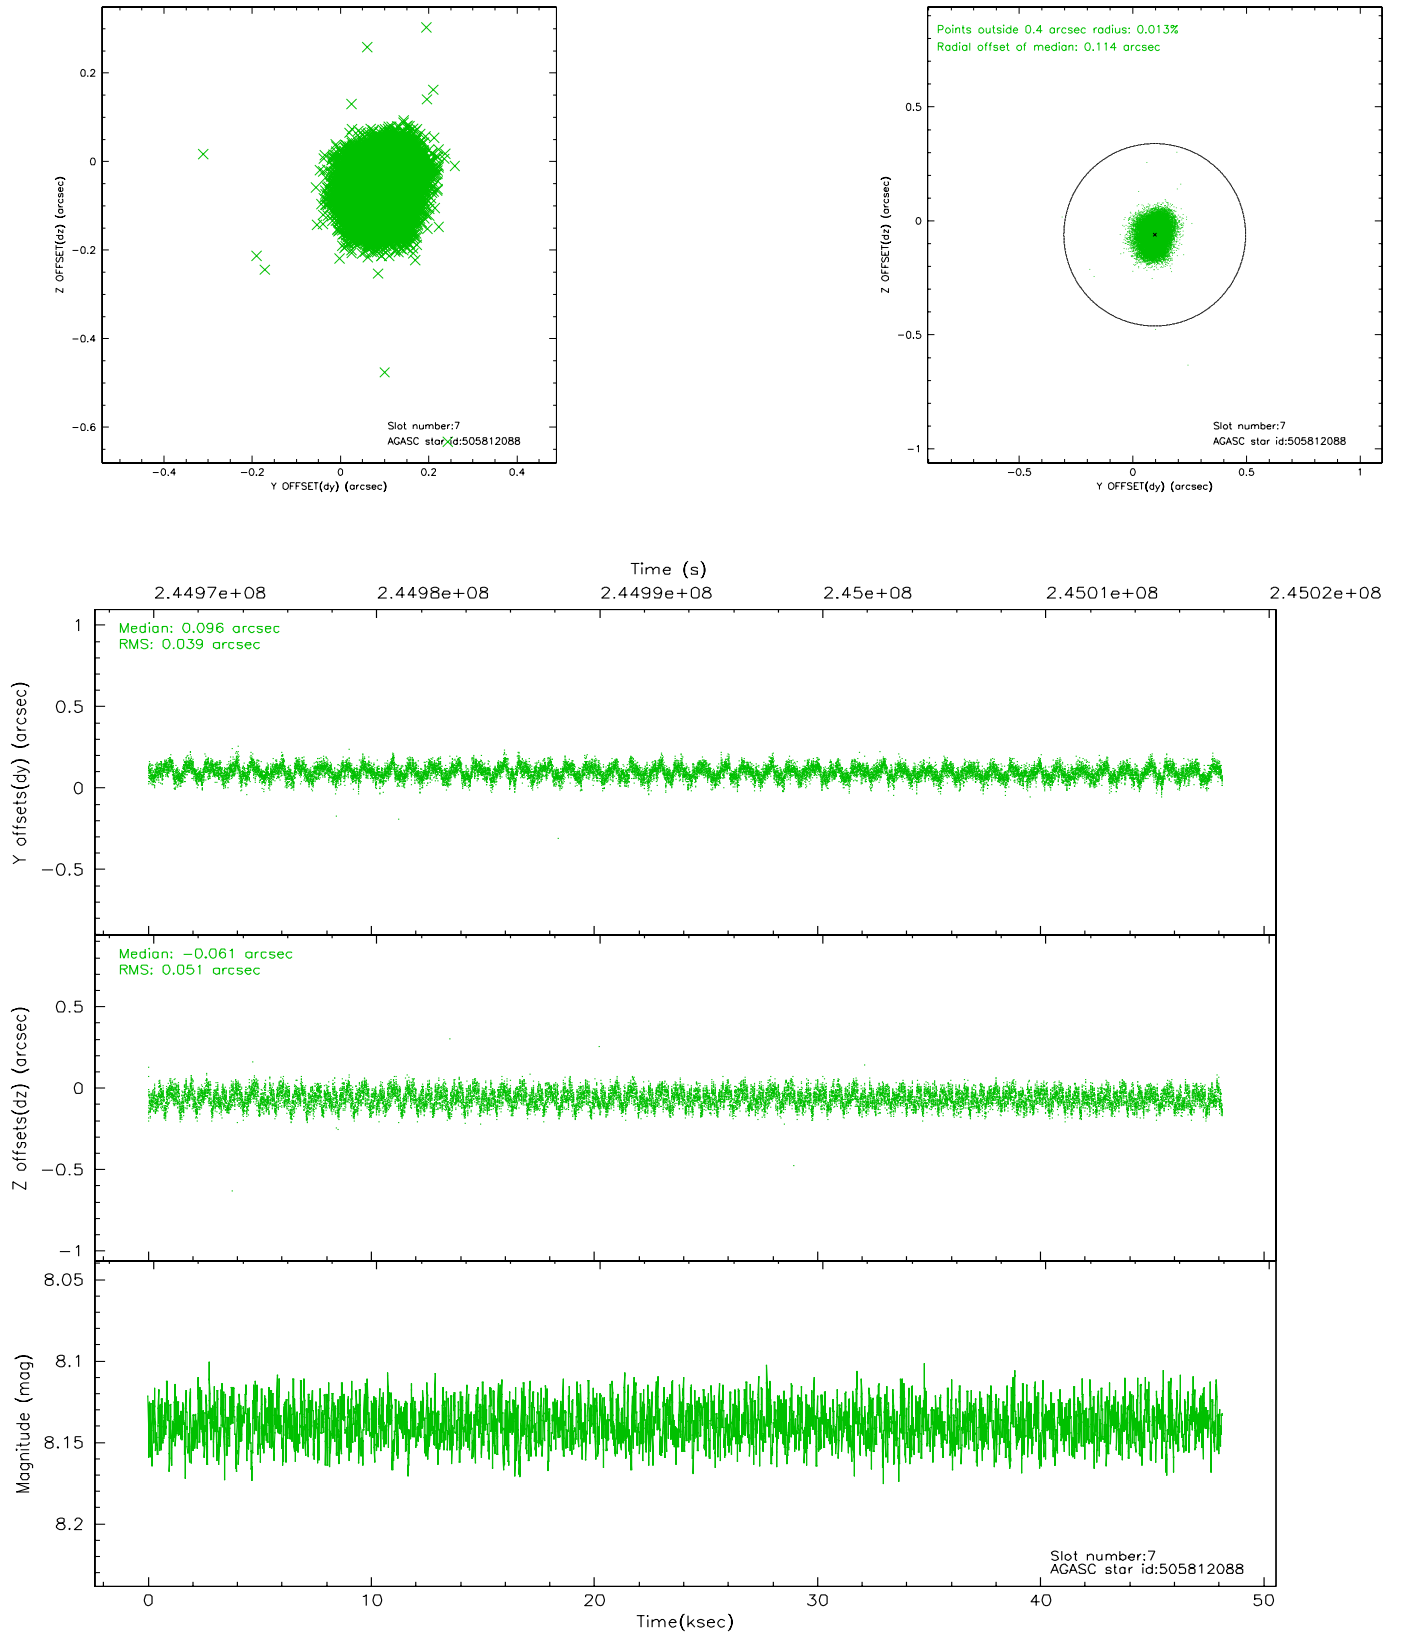 0.2
0
−0.2
−0.4
−0.6
Z OFFSET(dz) (arcsec)
Slot number:7
AGASC star id:505812088
−0.4
−0.2
0
0.2
0.4
Y OFFSET(dy) (arcsec)
Points outside 0.4 arcsec radius: 0.013%
Radial offset of median: 0.114 arcsec
0.5
0
−0.5
−1
Z OFFSET(dz) (arcsec)
Slot number:7
AGASC star id:505812088
−0.5
0
0.5
1
Y OFFSET(dy) (arcsec)
Time (s)
2.4497e+08
2.4498e+08
2.4499e+08
2.45e+08
2.4501e+08
2.4502e+08
Median: 0.096 arcsec
RMS: 0.039 arcsec
1
0.5
0
−0.5
Y offsets(dy) (arcsec)
Median: −0.061 arcsec
RMS: 0.051 arcsec
0.5
0
−0.5
−1
Z offsets(dz) (arcsec)
8.05
8.1
8.15
8.2
Magnitude (mag)
Slot number:7
AGASC star id:505812088
0
10
20
30
40
50
Time(ksec)